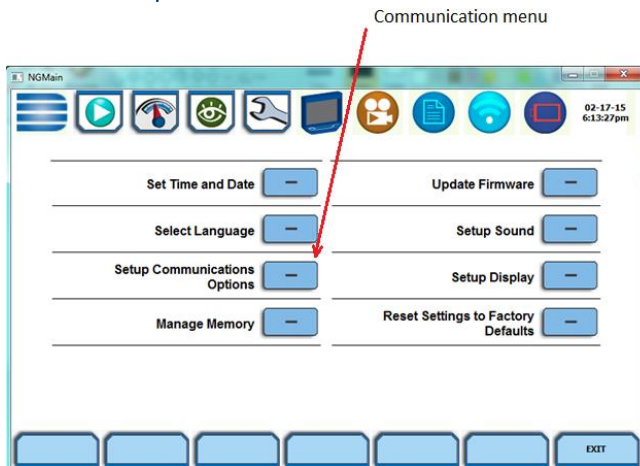 Communication menu
NGMain
02-17-15
6:13:27pm
Set Time and Date
Update Firmware
Select Language
Setup Sound
Setup Communications
Options
Setup Display
Manage Memory
Reset Settings to Factory
Defaults
EXIT